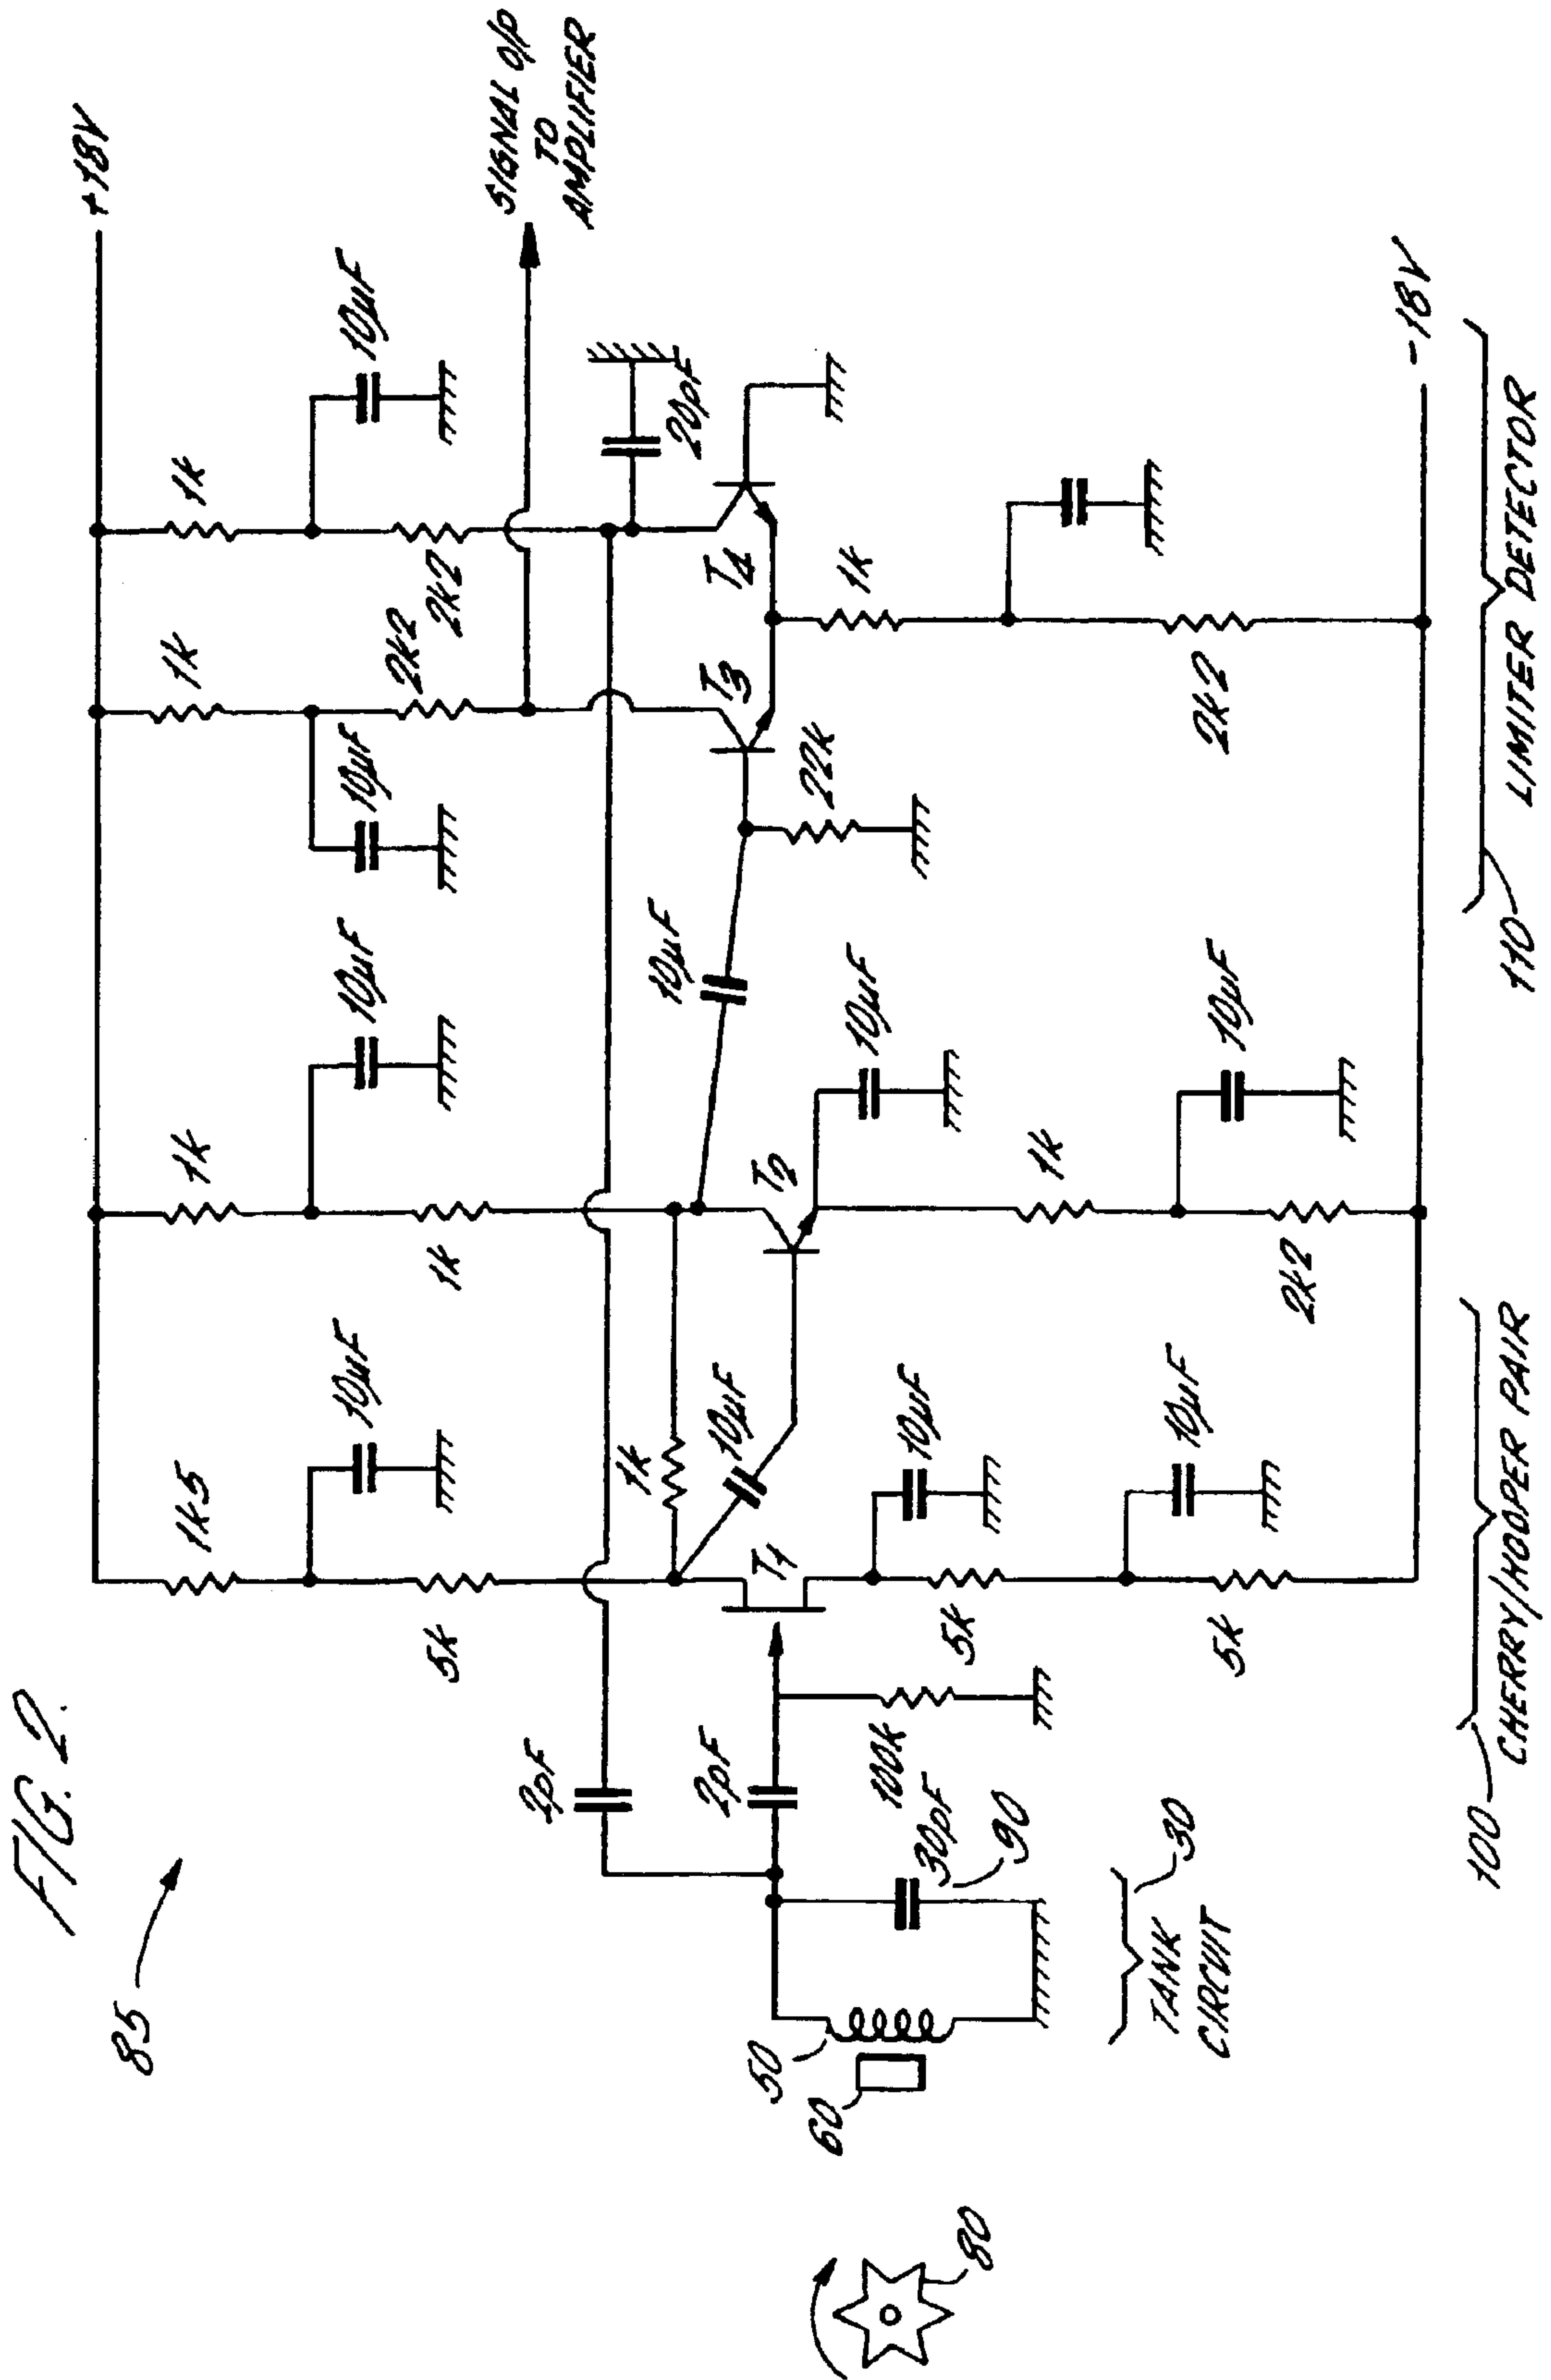 FIG. 2.
85
+18V
1k5
1k
1k
1k
10µF
10µF
10µF
10µF
5k
1k
2k2
2k2
SIGNAL O/P
TO
AMPLIFIER
2pF
1k
10µF
10µF
20pF
2pF
T1
T2
T3
T4
100k
5k
10µF
10µF
22k
1k
50
60
30pF
90
5k
10µF
1k
10µF
2k2
2k2
80
-18V
TANK
CIRCUIT
30
100
CHERRY/HOOPER PAIR
110
LIMITER DETECTOR